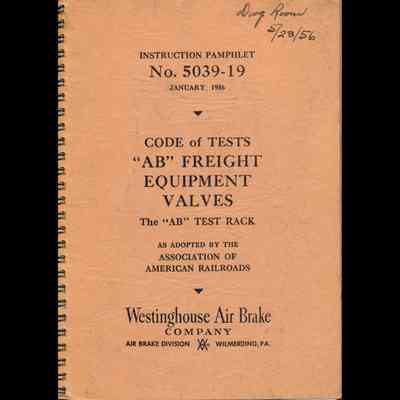 Dwg Room
5/28/56
INSTRUCTION PAMPHLET
No. 5039-19
JANUARY 1956
CODE of TESTS
“AB” FREIGHT
EQUIPMENT
VALVES
The “AB” TEST RACK
AS ADOPTED BY THE
ASSOCIATION OF
AMERICAN RAILROADS
Westinghouse Air Brake
COMPANY
AIR BRAKE DIVISION WILMERDING, PA.